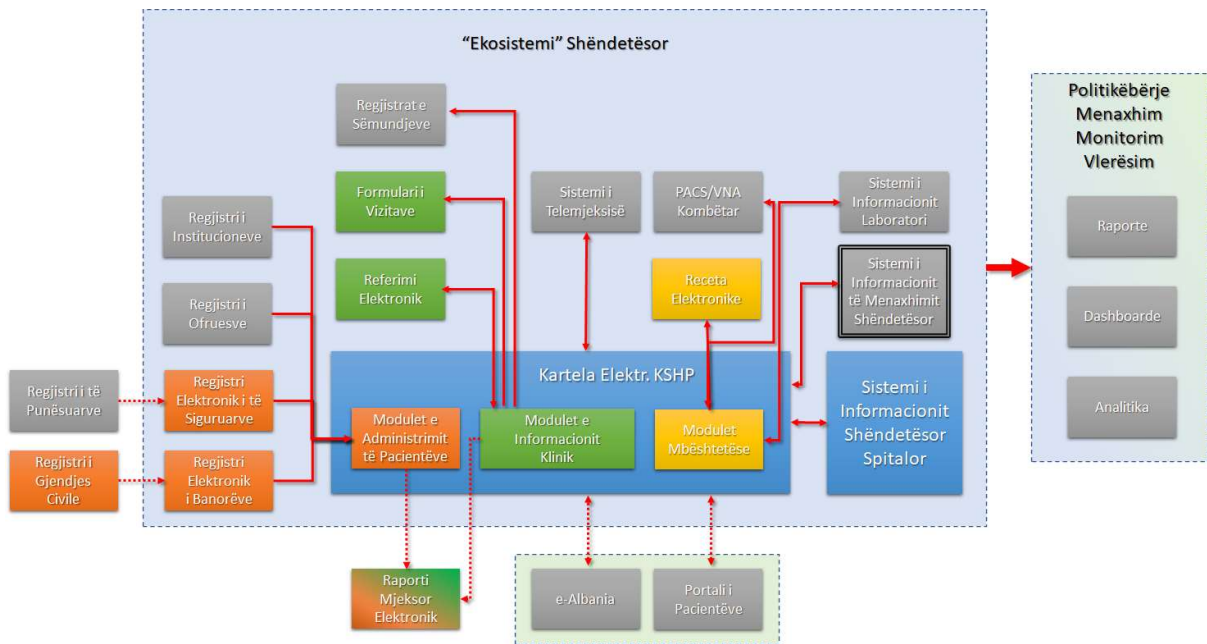 “Ekosistemi” Shëndetësor
Regjistrat e
Sëmundjeve
Formulari i
Vizitave
Referimi
Elektronik
Sistemi i
Telemjeksisë
PACS/VNA
Kombëtar
Receta
Elektronike
Sistemi i
Informacionit
Laboratori
Sistemi i
Informacionit
të Menaxhimit
Shëndetësor
Regjistri i
Institucioneve
Regjistri i
Ofruesve
Regjistri i të
Punësuarve
Regjistri
Elektronik i të
Siguruarve
Regjistri i
Gjendjes
Civile
Regjistri
Elektronik
i Banorëve
Kartela Elektr. KSHP
Modulet e
Administrimit
të Pacientëve
Modulet e
Informacionit
Klinik
Modulet
Mbështetëse
Sistemi i
Informacionit
Shëndetësor
Spitalor
Raporti
Mjeksor
Elektronik
e-Albania
Portali i
Pacientëve
Politikëbërje
Menaxhim
Monitorim
Vlerësim
Raporte
Dashboarde
Analitika